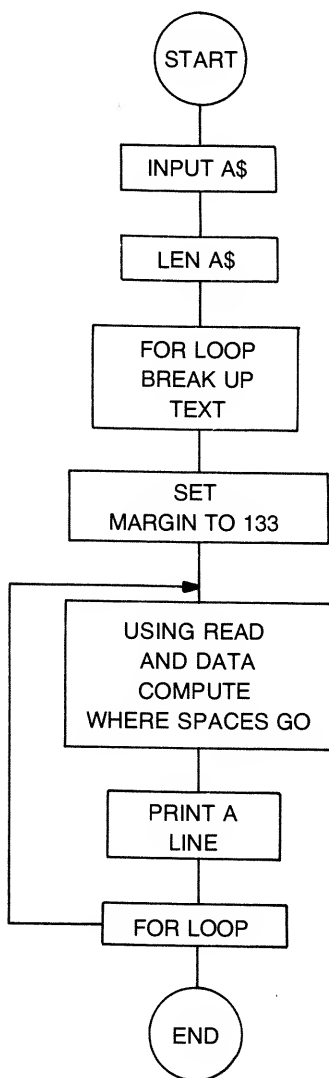 START
INPUT A$
LEN A$
FOR LOOP
BREAK UP
TEXT
SET
MARGIN TO 133
USING READ
AND DATA
COMPUTE
WHERE SPACES GO
PRINT A
LINE
FOR LOOP
END